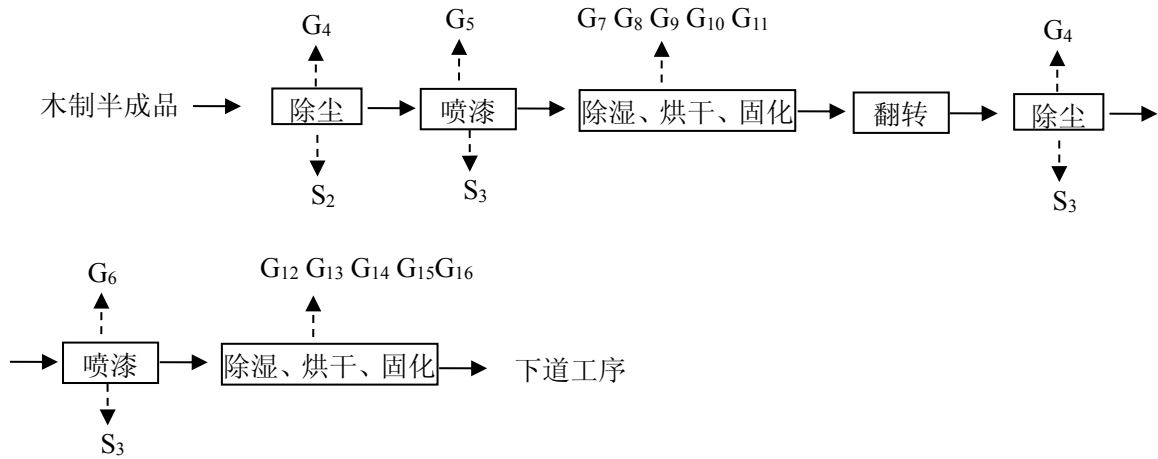 G₄ G₅ G₇ G₈ G₉ G₁₀ G₁₁ G₄
木制半成品 除尘 喷漆 除湿、烘干、固化 翻转 除尘
S₂ S₃ S₃
G₆ G₁₂ G₁₃ G₁₄ G₁₅G₁₆
喷漆 除湿、烘干、固化 下道工序
S₃